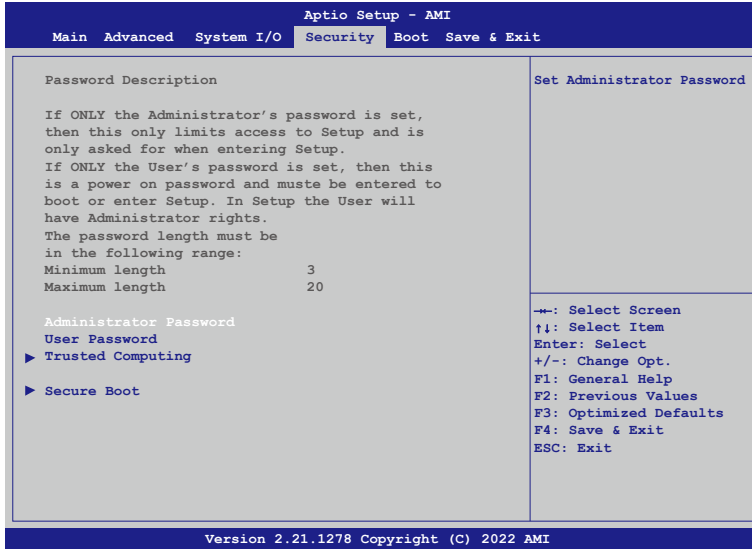 Aptio Setup - AMI
Main Advanced System I/O Security Boot Save & Exit
Password Description
If ONLY the Administrator's password is set,
then this only limits access to Setup and is
only asked for when entering Setup.
If ONLY the User's password is set, then this
is a power on password and muste be entered to
boot or enter Setup. In Setup the User will
have Administrator rights.
The password length must be
in the following range:
Minimum length 3
Maximum length 20
Administrator Password
User Password
▶ Trusted Computing
▶ Secure Boot
Set Administrator Password
→←: Select Screen
↑↓: Select Item
Enter: Select
+/-: Change Opt.
F1: General Help
F2: Previous Values
F3: Optimized Defaults
F4: Save & Exit
ESC: Exit
Version 2.21.1278 Copyright (C) 2022 AMI